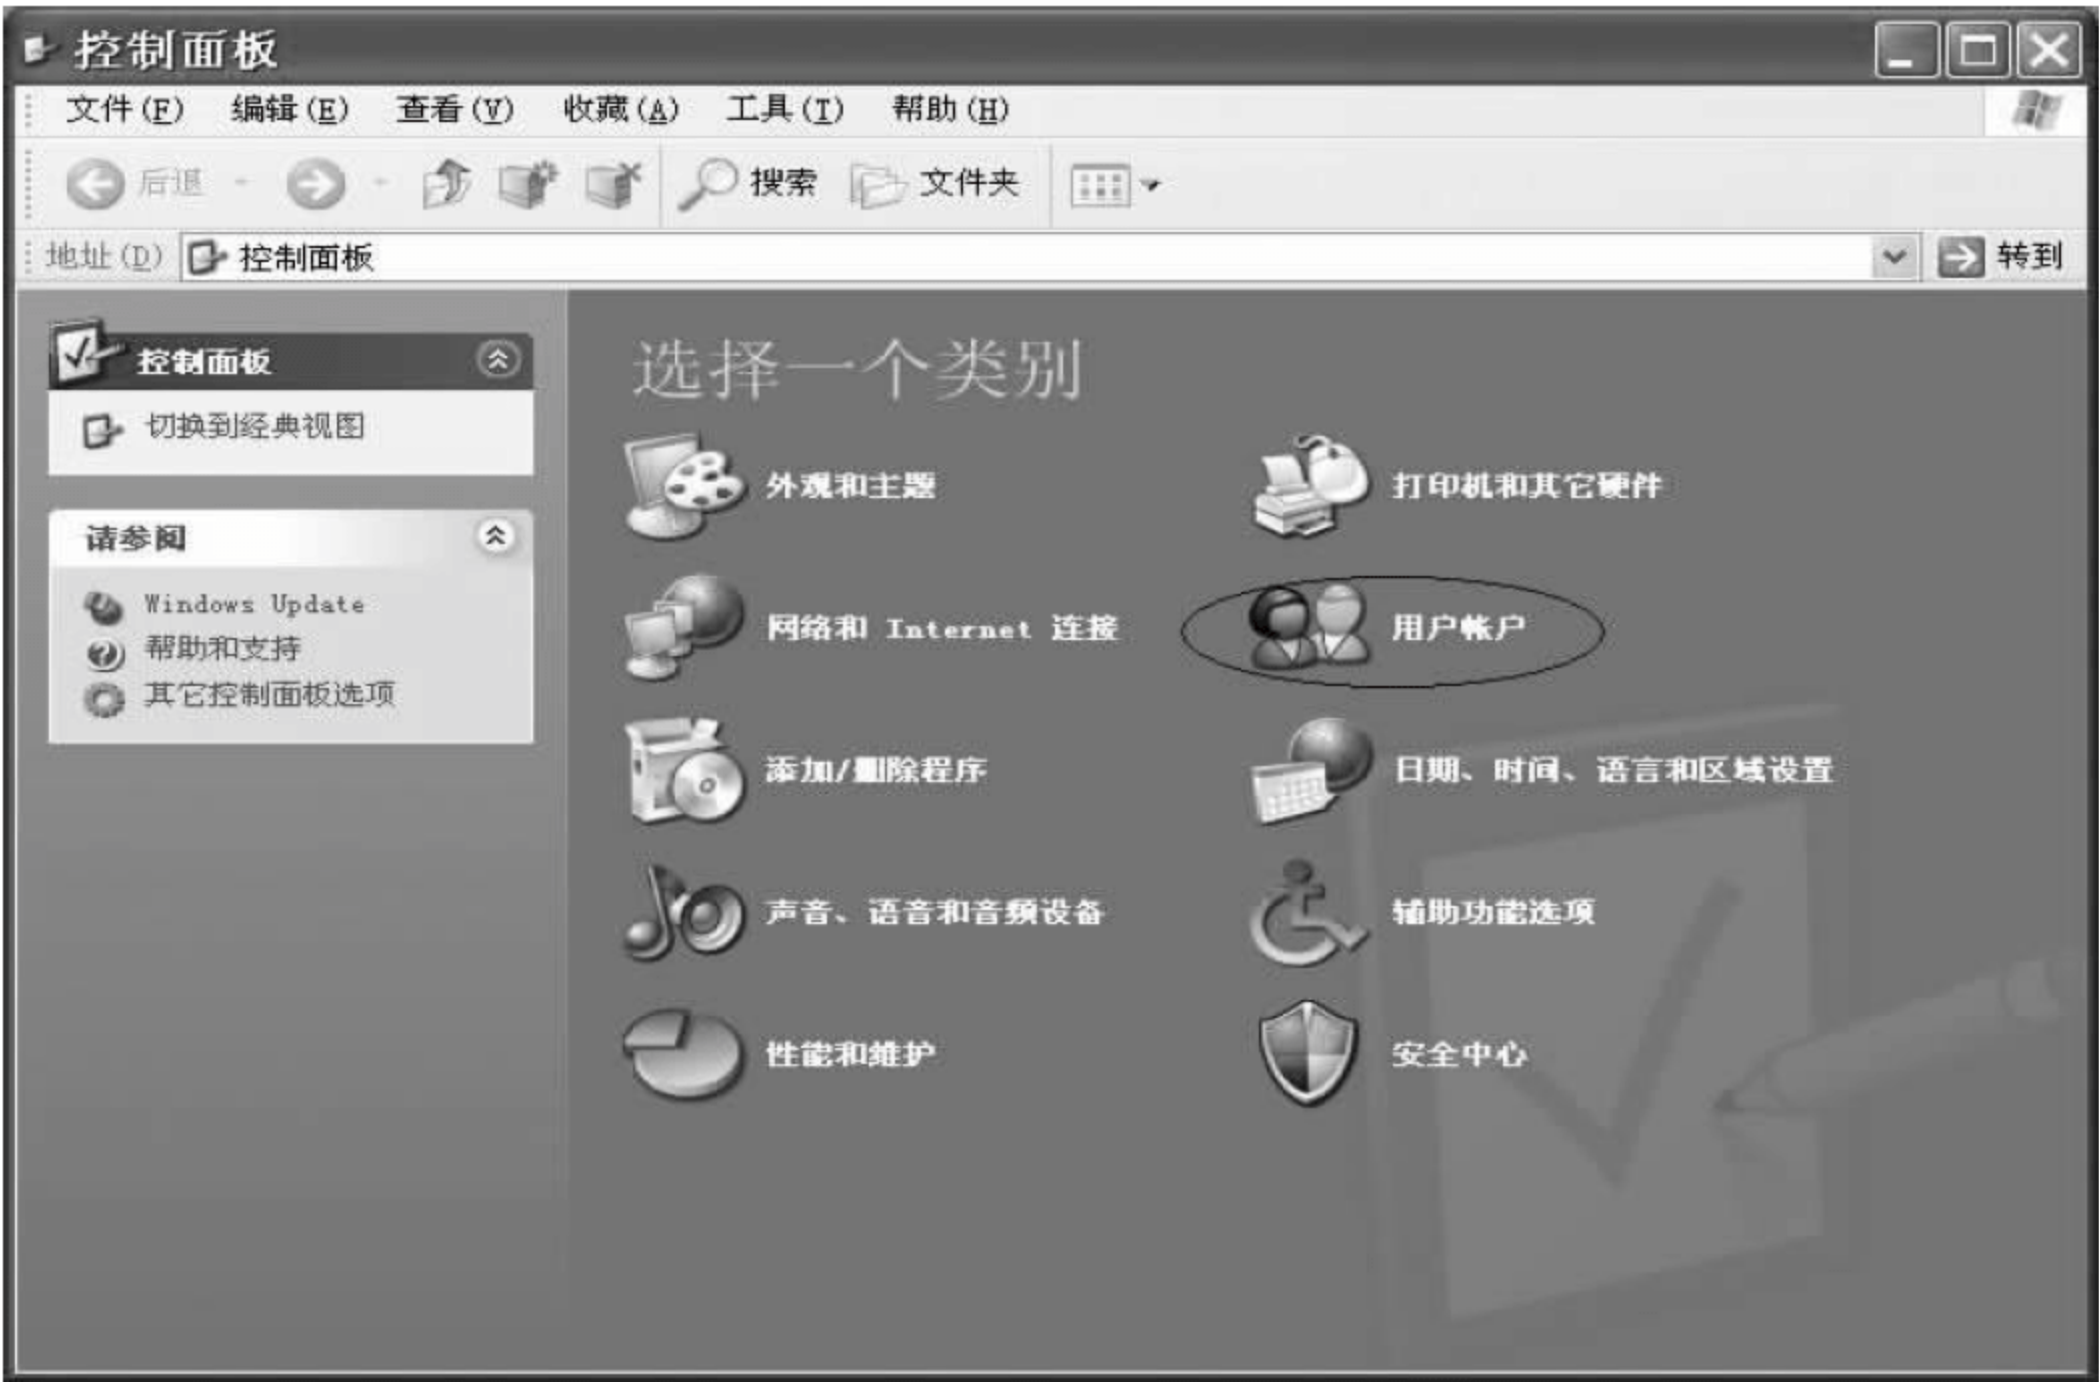 控制面板
文件(F) 编辑(E) 查看(V) 收藏(A) 工具(T) 帮助(H)
后退 搜索 文件夹
地址(D) 控制面板 转到
控制面板
切换到经典视图
请参阅
Windows Update
帮助和支持
其它控制面板选项
选择一个类别
外观和主题 打印机和其它硬件
网络和 Internet 连接 用户帐户
添加/删除程序 日期、时间、语言和区域设置
声音、语音和音频设备 辅助功能选项
性能和维护 安全中心